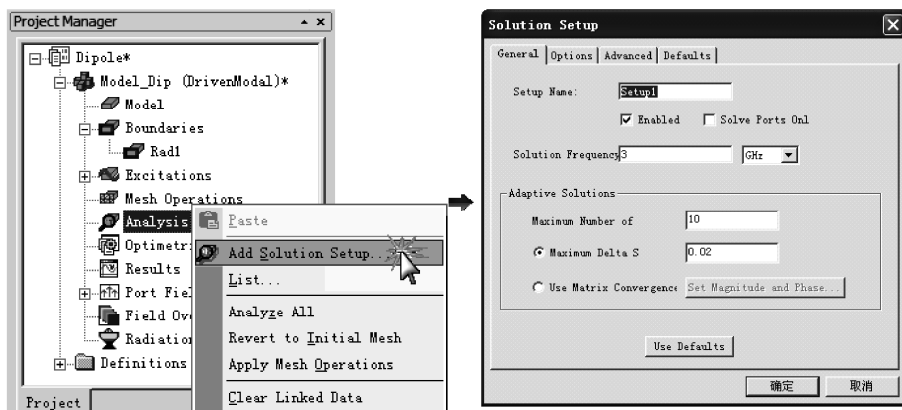 Project Manager
Dipole*
Model_Dip (DrivenModal)*
Model
Boundaries
Rad1
Excitations
Mesh Operations
Analysis
Optimetri
Results
Port Fiel
Field Ov
Radiation
Definitions
Project
Paste
Add Solution Setup...
List...
Analyze All
Revert to Initial Mesh
Apply Mesh Operations
Clear Linked Data
Solution Setup
General Options Advanced Defaults
Setup Name: Setup1
Enabled Solve Ports Onl
Solution Frequency 3 GHz
Adaptive Solutions
Maximum Number of 10
Maximum Delta S 0.02
Use Matrix Convergence Set Magnitude and Phase...
Use Defaults
确定 取消